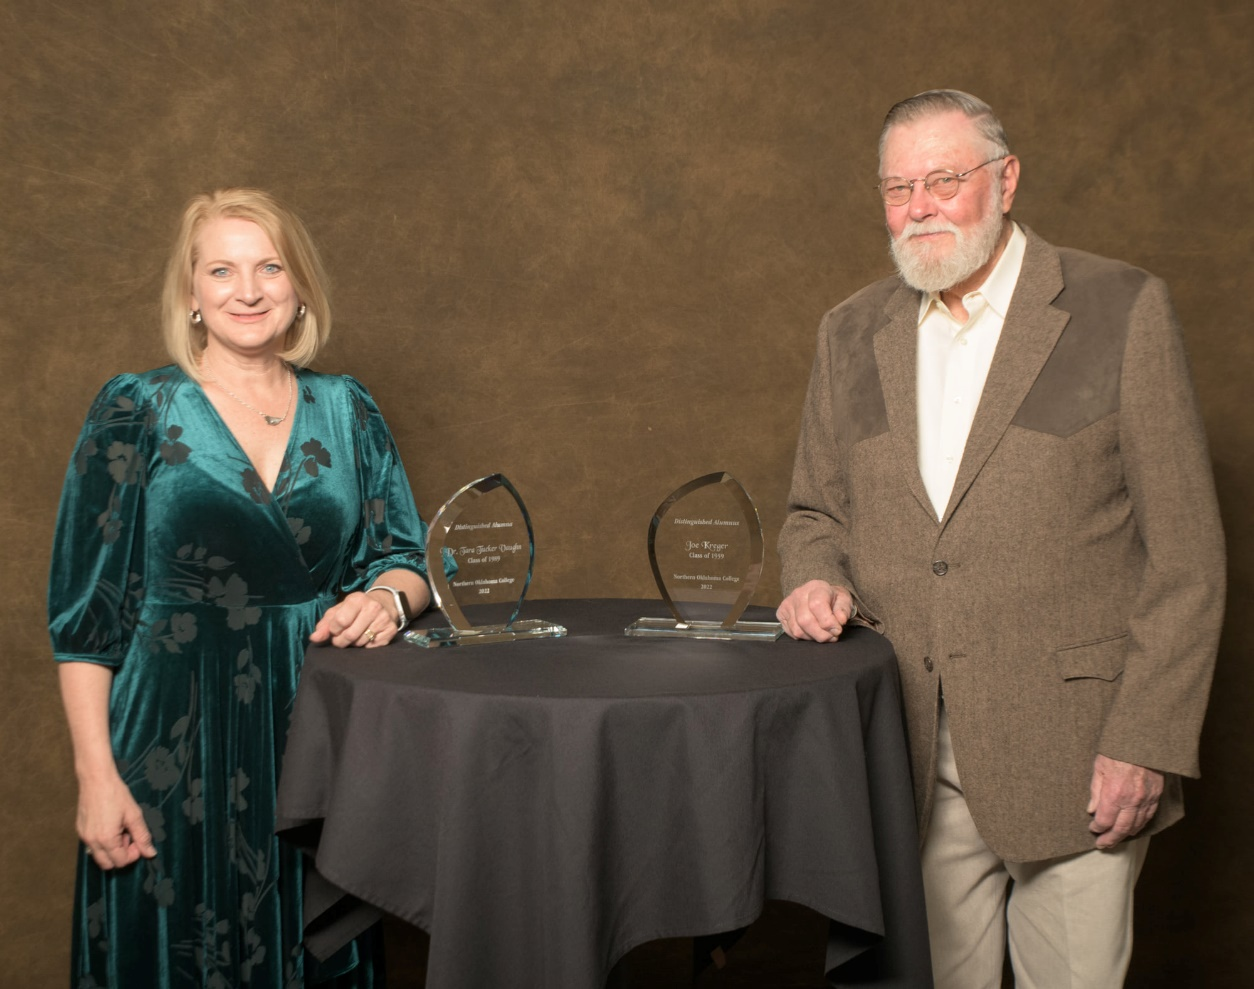 Distinguished Alumnus
Dr. Tara Tucker Vaughn
Class of 1999
Northern Oklahoma College
2022
Distinguished Alumnus
Joe Kreger
Class of 1959
Northern Oklahoma College
2022